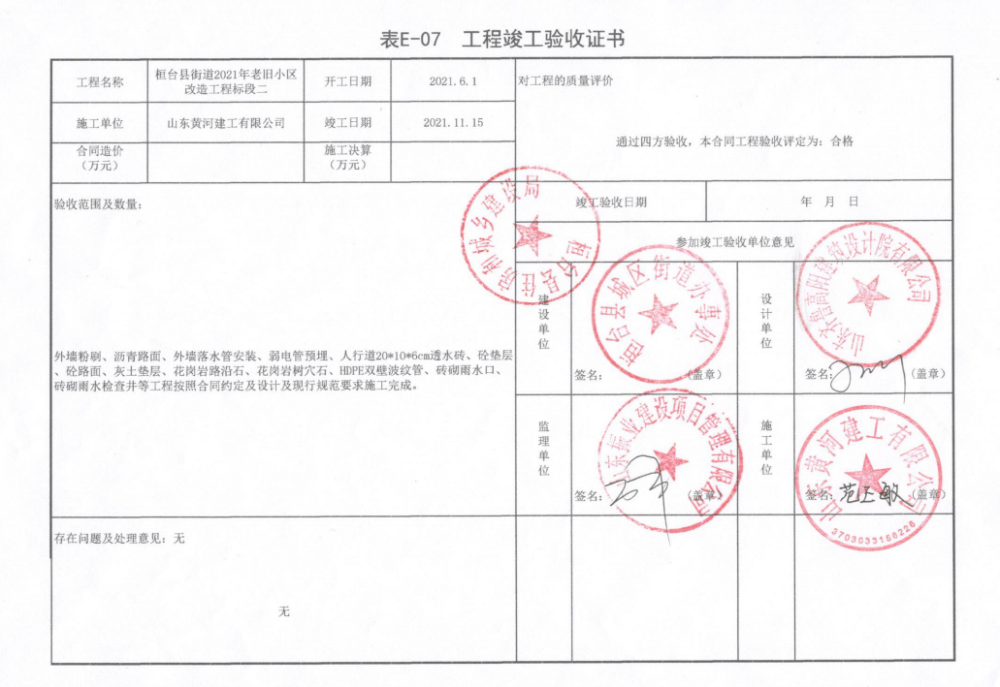 表E-07 工程竣工验收证书
工程名称
桓台县街道2021年老旧小区
改造工程标段二
开工日期
2021.6.1
施工单位
山东黄河建工有限公司
竣工日期
2021.11.15
合同造价
（万元）
施工决算
（万元）
对工程的质量评价
通过四方验收，本合同工程验收评定为：合格
竣工验收日期
年 月 日
参加竣工验收单位意见
验收范围及数量：
外墙粉刷、沥青路面、外墙落水管安装、弱电管预埋、人行道20*10*6cm透水砖、砼垫层
、砼路面、灰土垫层、花岗岩路沿石、花岗岩树穴石、HDPE双壁波纹管、砖砌雨水口、
砖砌雨水检查井等工程按照合同约定及设计及现行规范要求施工完成。
桓台县住房和城乡建设局
建设单位
桓台县城区街道办事处
签名：
（盖章）
设计单位
山东齐鲁高阳建筑设计院有限公司
签名：
（盖章）
监理单位
山东振业建设项目管理有限公司
签名：
（盖章）
施工单位
山东黄河建工有限公司
签名：
（盖章）
3703033156226
存在问题及处理意见：无
无